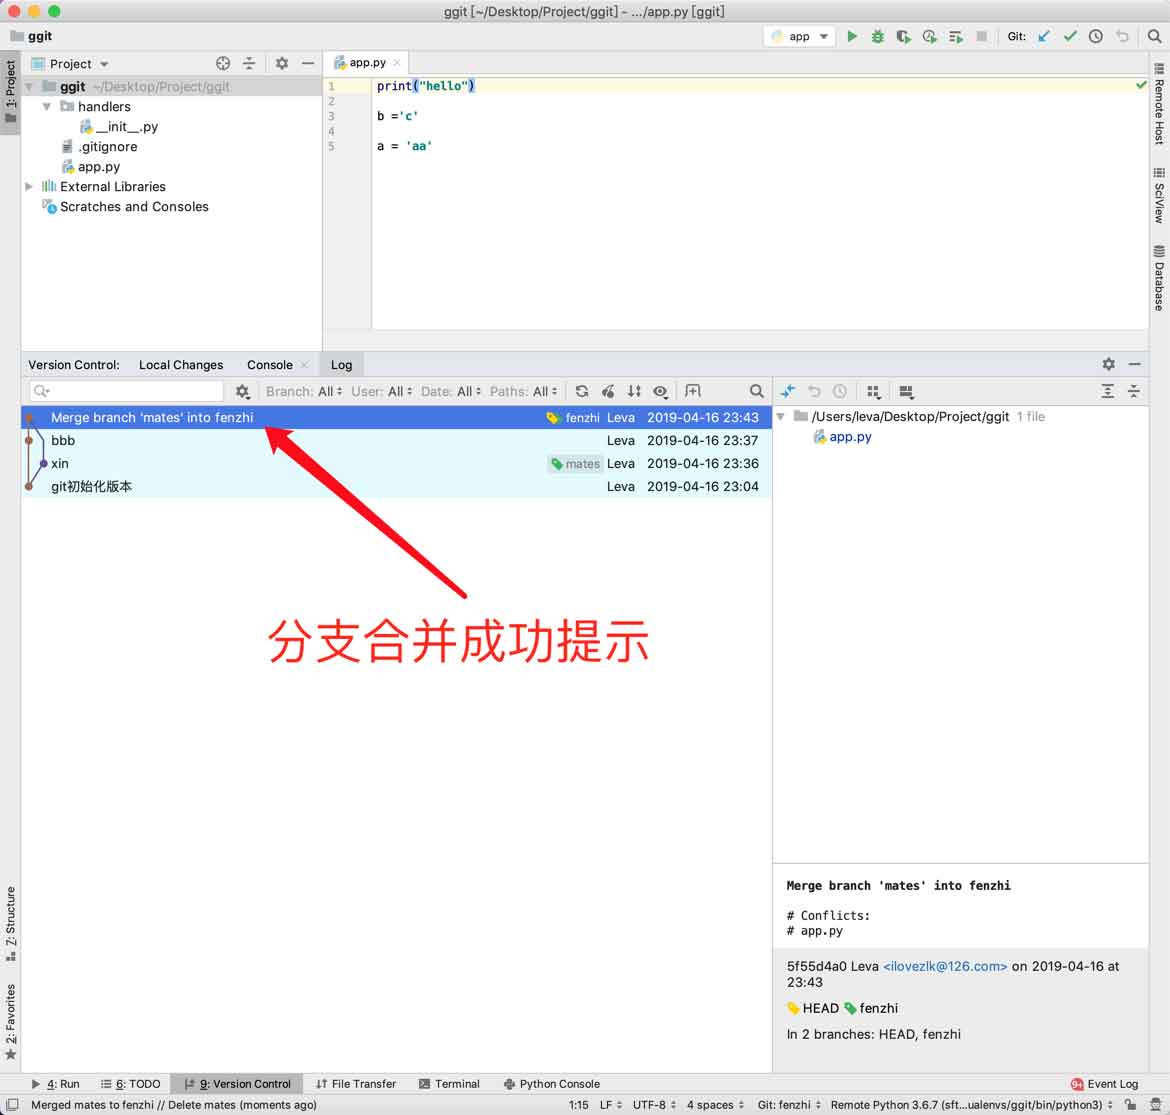 ggit [~/Desktop/Project/ggit] - .../app.py [ggit]
ggit
app
Git:
1: Project
Project
ggit ~/Desktop/Project/ggit
handlers
__init__.py
.gitignore
app.py
External Libraries
Scratches and Consoles
app.py
1 print("hello")
2
3 b ='c'
4
5 a = 'aa'
Remote Host
SciView
Database
Version Control: Local Changes Console Log
Branch: All User: All Date: All Paths: All
Merge branch 'mates' into fenzhi fenzhi Leva 2019-04-16 23:43
bbb Leva 2019-04-16 23:37
xin mates Leva 2019-04-16 23:36
git初始化版本 Leva 2019-04-16 23:04
分支合并成功提示
/Users/leva/Desktop/Project/ggit 1 file
app.py
Merge branch 'mates' into fenzhi
# Conflicts:
# app.py
5f55d4a0 Leva <ilovezlk@126.com> on 2019-04-16 at
23:43
HEAD fenzhi
In 2 branches: HEAD, fenzhi
Z: Structure
2: Favorites
4: Run 6: TODO 9: Version Control File Transfer Terminal Python Console 9+ Event Log
Merged mates to fenzhi // Delete mates (moments ago) 1:15 LF UTF-8 4 spaces Git: fenzhi Remote Python 3.6.7 (sft...ualenvs/ggit/bin/python3)